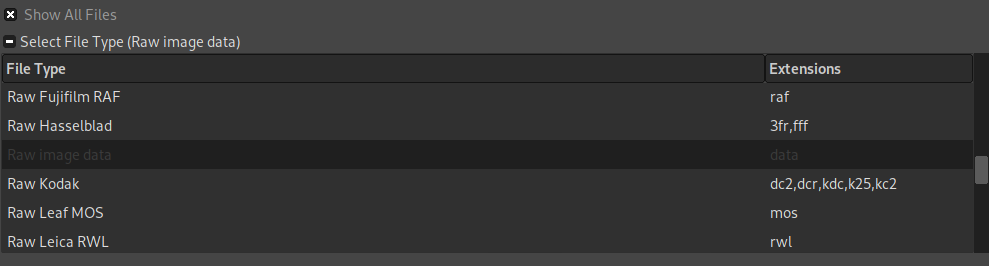 Show All Files
Select File Type (Raw image data)
File Type Extensions
Raw Fujifilm RAF raf
Raw Hasselblad 3fr,fff
Raw image data data
Raw Kodak dc2,dcr,kdc,k25,kc2
Raw Leaf MOS mos
Raw Leica RWL rwl